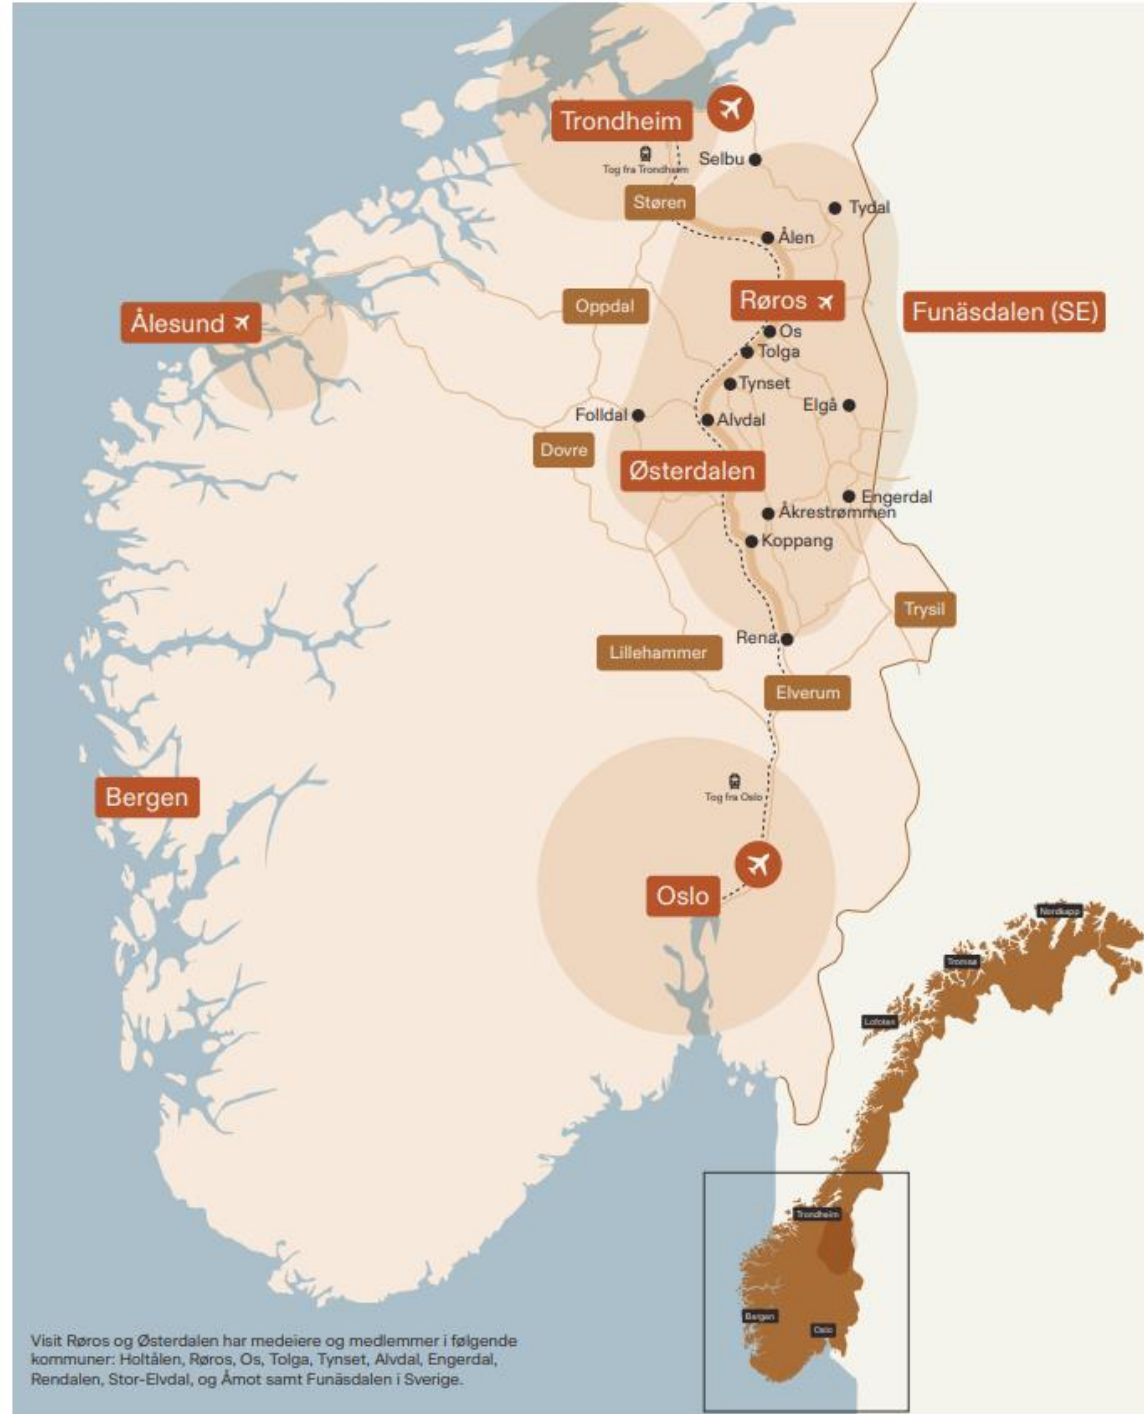 Trondheim
Selbu
Tog fra Trondheim
Støren
Tydal
Ålen
Røros
Oppdal
Funäsdalen (SE)
Ålesund
Os
Tolga
Tynset
Elgå
Folldal
Alvdal
Dovre
Østerdalen
Engerdal
Åkrestrømmen
Koppang
Trysil
Rena
Lillehammer
Elverum
Tog fra Oslo
Bergen
Oslo
Nordkapp
Tromsø
Lofoten
Trondheim
Bergen
Oslo
Visit Røros og Østerdalen har medeiere og medlemmer i følgende
kommuner: Holtålen, Røros, Os, Tolga, Tynset, Alvdal, Engerdal,
Rendalen, Stor-Elvdal, og Åmot samt Funäsdalen i Sverige.